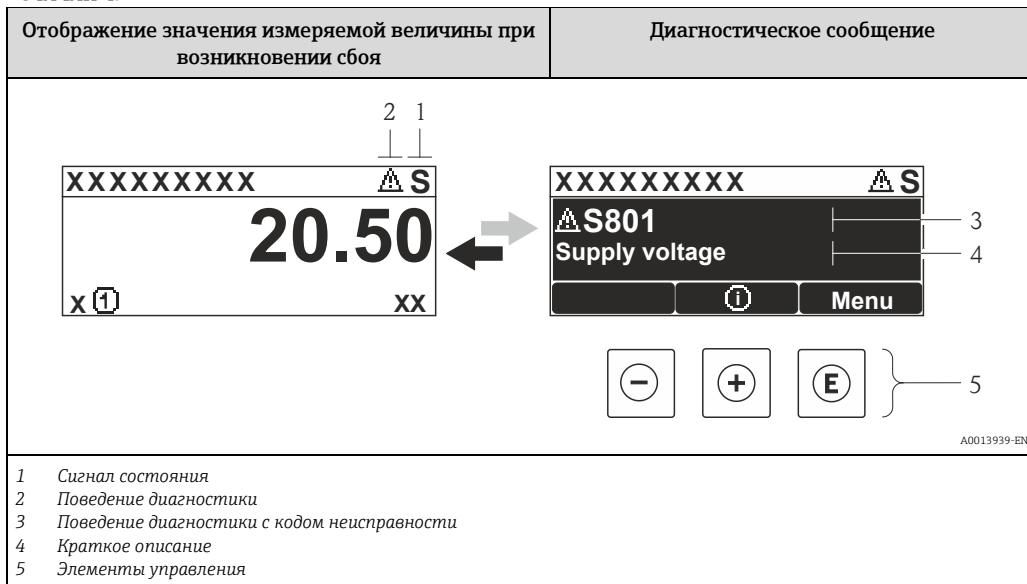 Отображение значения измеряемой величины при
возникновении сбоя
Диагностическое сообщение
2 1
XXXXXXXXX ⚠ S
20.50
x 1 XX
XXXXXXXXX ⚠ S
⚠S801
Supply voltage
i Menu
3
4
- + E
5
A0013939-EN
1 Сигнал состояния
2 Поведение диагностики
3 Поведение диагностики с кодом неисправности
4 Краткое описание
5 Элементы управления